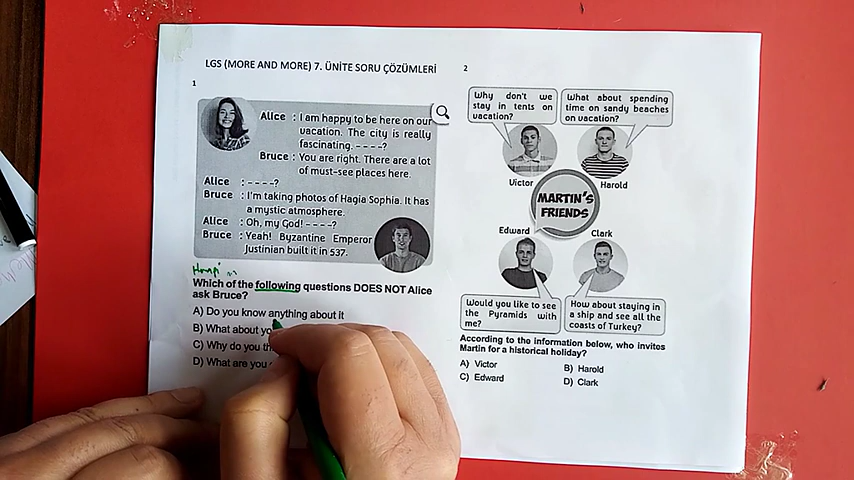 LGS (MORE AND MORE) 7. ÜNİTE SORU ÇÖZÜMLERİ
1
Alice : I am happy to be here on our
vacation. The city is really
fascinating. – – – –?
Bruce : You are right. There are a lot
of must-see places here.
Alice : – – – –?
Bruce : I'm taking photos of Hagia Sophia. It has
a mystic atmosphere.
Alice : Oh, my God! – – – –?
Bruce : Yeah! Byzantine Emperor
Justinian built it in 537.
Which of the following questions DOES NOT Alice
ask Bruce?
A) Do you know anything about it
B) What about
C) Why do you
D) What are you
2
Why don't we
stay in tents on
vacation?
What about spending
time on sandy beaches
on vacation?
Victor
Harold
MARTIN'S
FRIENDS
Edward
Clark
Would you like to see
the Pyramids with
me?
How about staying in
a ship and see all the
coasts of Turkey?
According to the information below, who invites
Martin for a historical holiday?
A) Victor
B) Harold
C) Edward
D) Clark